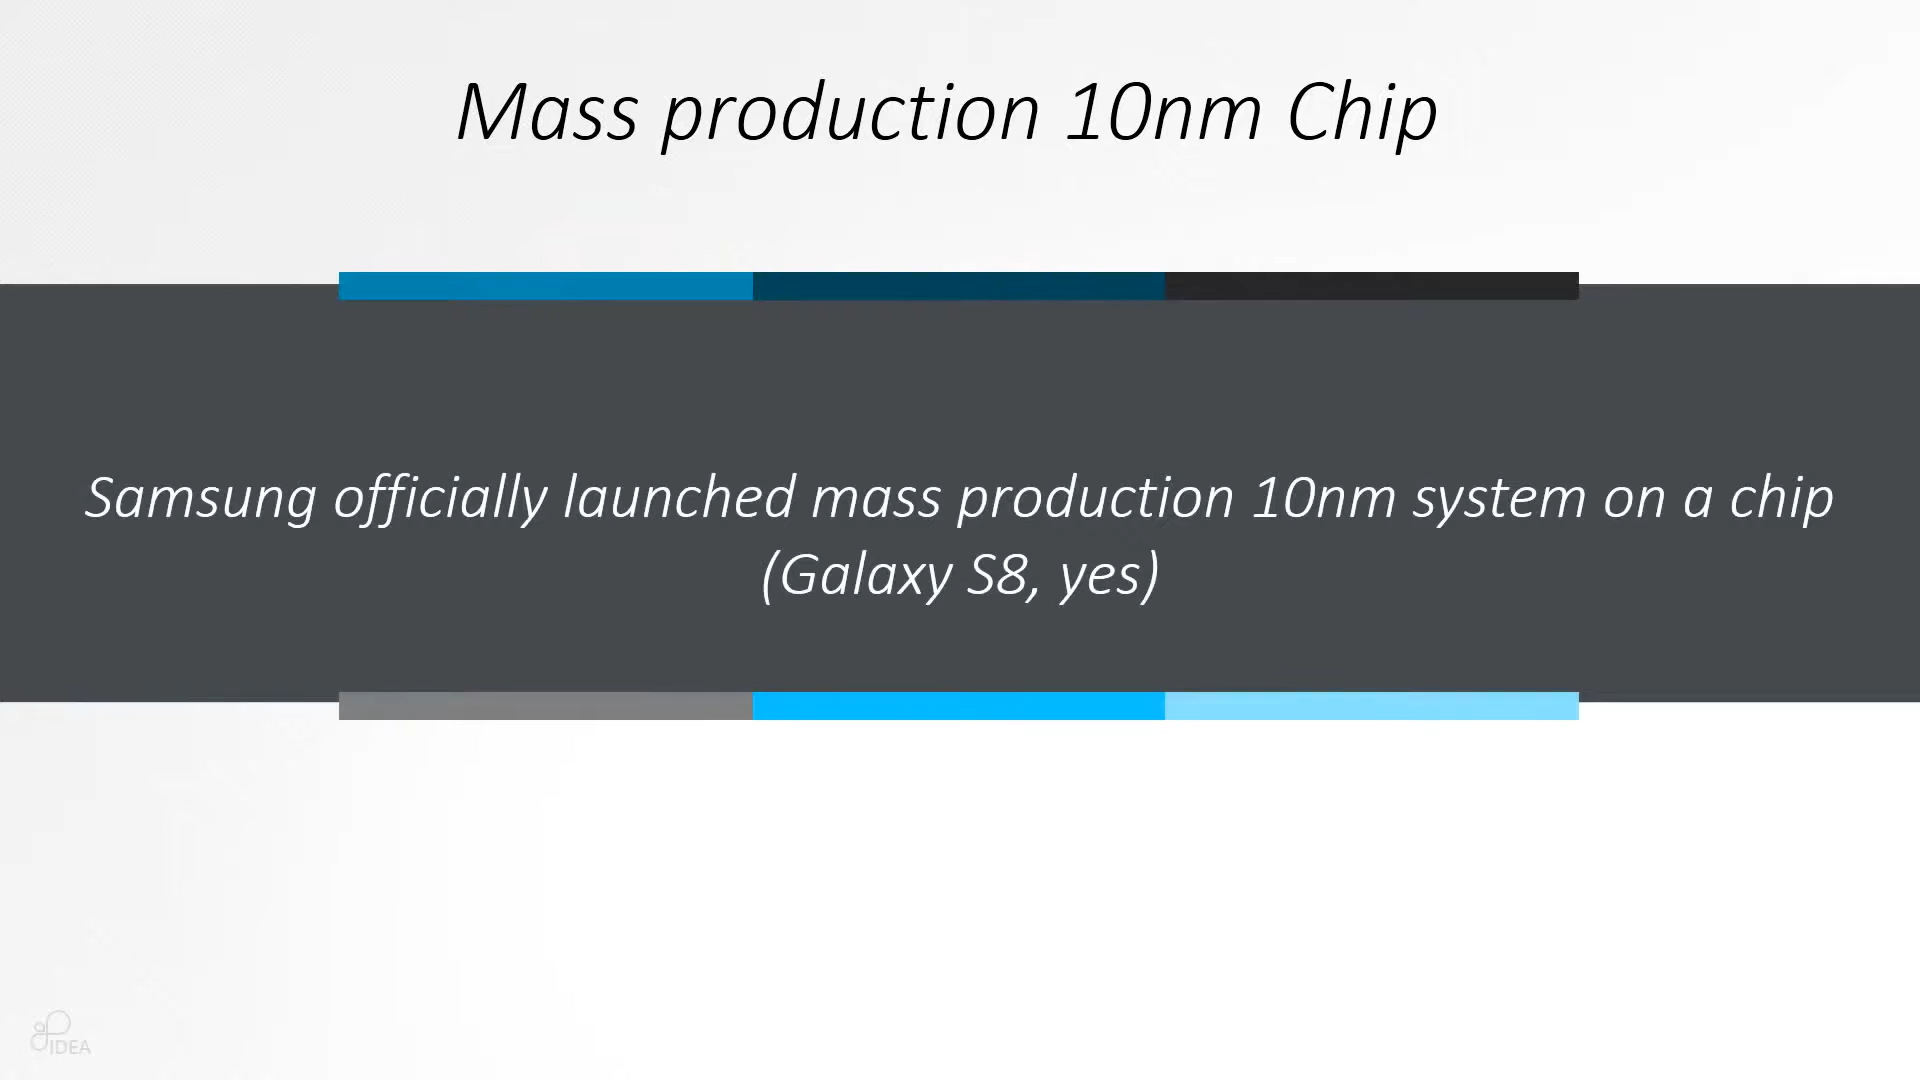 Mass production 10nm Chip
Samsung officially launched mass production 10nm system on a chip
(Galaxy S8, yes)
IDEA